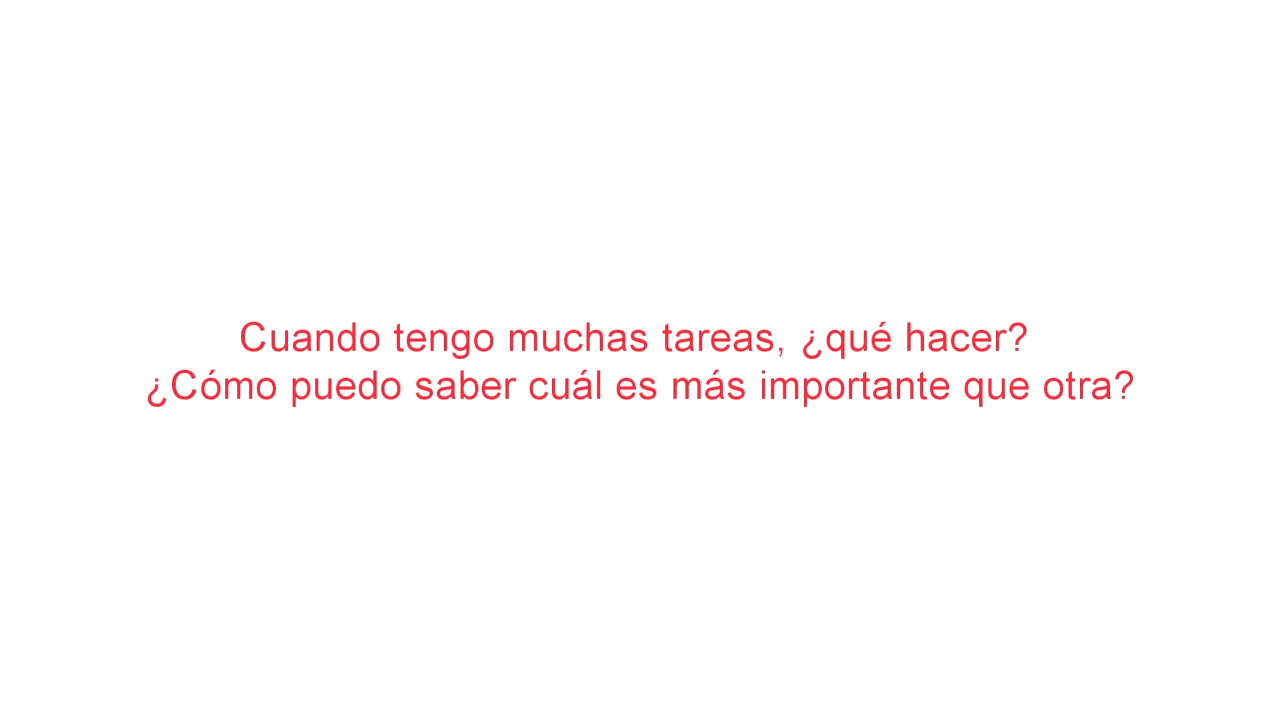 Cuando tengo muchas tareas, ¿qué hacer?
¿Cómo puedo saber cuál es más importante que otra?